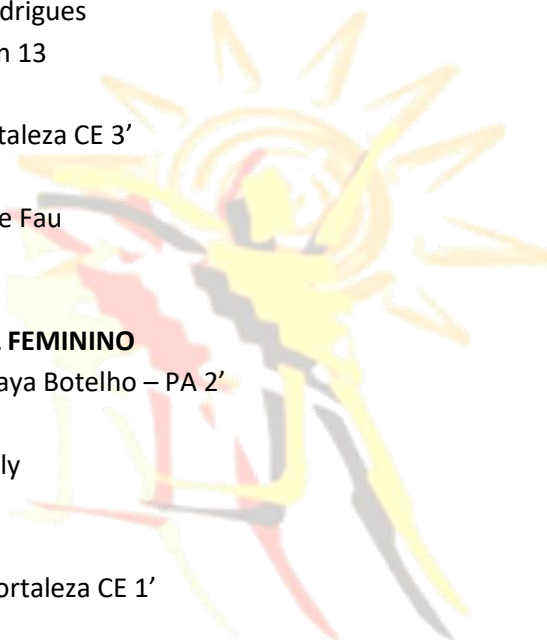 drigues
n 13
taleza CE 3’
e Fau
FEMININO
aya Botelho – PA 2’
ly
ortaleza CE 1’